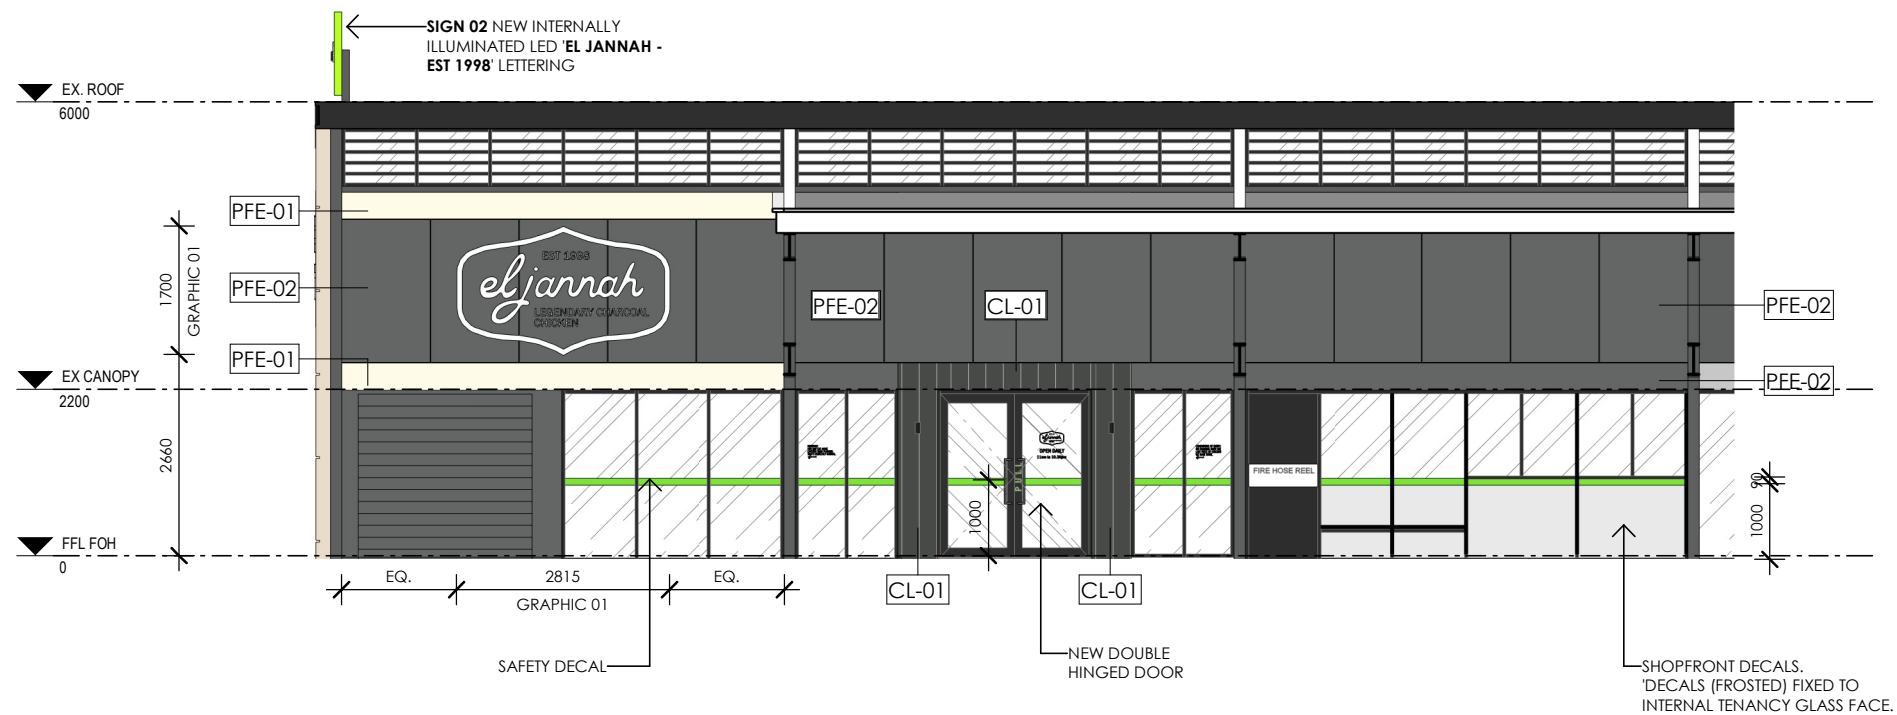 SIGN 02 NEW INTERNALLY
ILLUMINATED LED 'EL JANNAH -
EST 1998' LETTERING
EX. ROOF
6000
PFE-01
1700
GRAPHIC 01
PFE-02
EST 1998
el jannah
LEGENDARY CHARCOAL
CHICKEN
PFE-02
CL-01
PFE-02
PFE-01
EX CANOPY
2200
PFE-02
2660
el jannah
OPEN DAILY
PULL
FIRE HOSE REEL
1000
90
1000
FFL FOH
0
EQ.
2815
EQ.
GRAPHIC 01
CL-01
CL-01
SAFETY DECAL
NEW DOUBLE
HINGED DOOR
SHOPFRONT DECALS.
'DECALS (FROSTED) FIXED TO
INTERNAL TENANCY GLASS FACE.